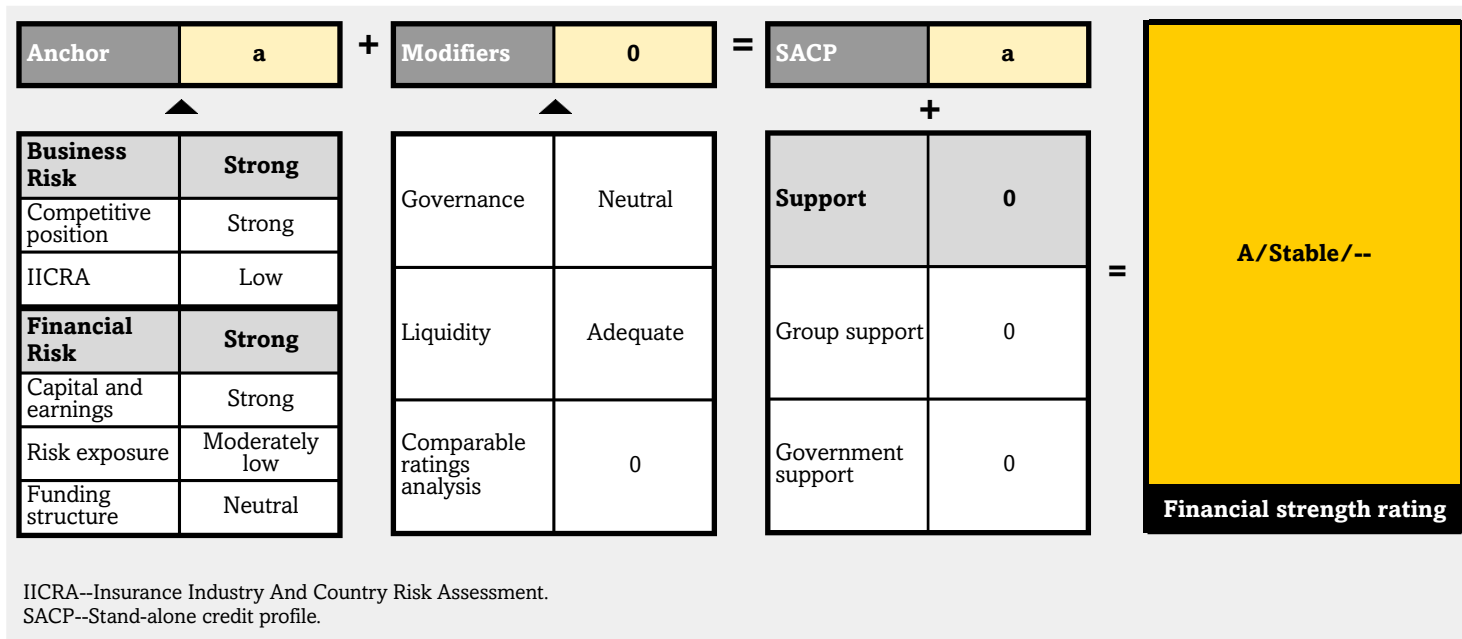 Anchor a + Modifiers 0 = SACP a
+
Business
Risk
Strong
Competitive
position
Strong
IICRA
Low
Financial
Risk
Strong
Capital and
earnings
Strong
Risk exposure
Moderately
low
Funding
structure
Neutral
Governance
Neutral
Liquidity
Adequate
Comparable
ratings
analysis
0
Support
0
Group support
0
Government
support
0
=
A/Stable/--
Financial strength rating
IICRA--Insurance Industry And Country Risk Assessment.
SACP--Stand-alone credit profile.